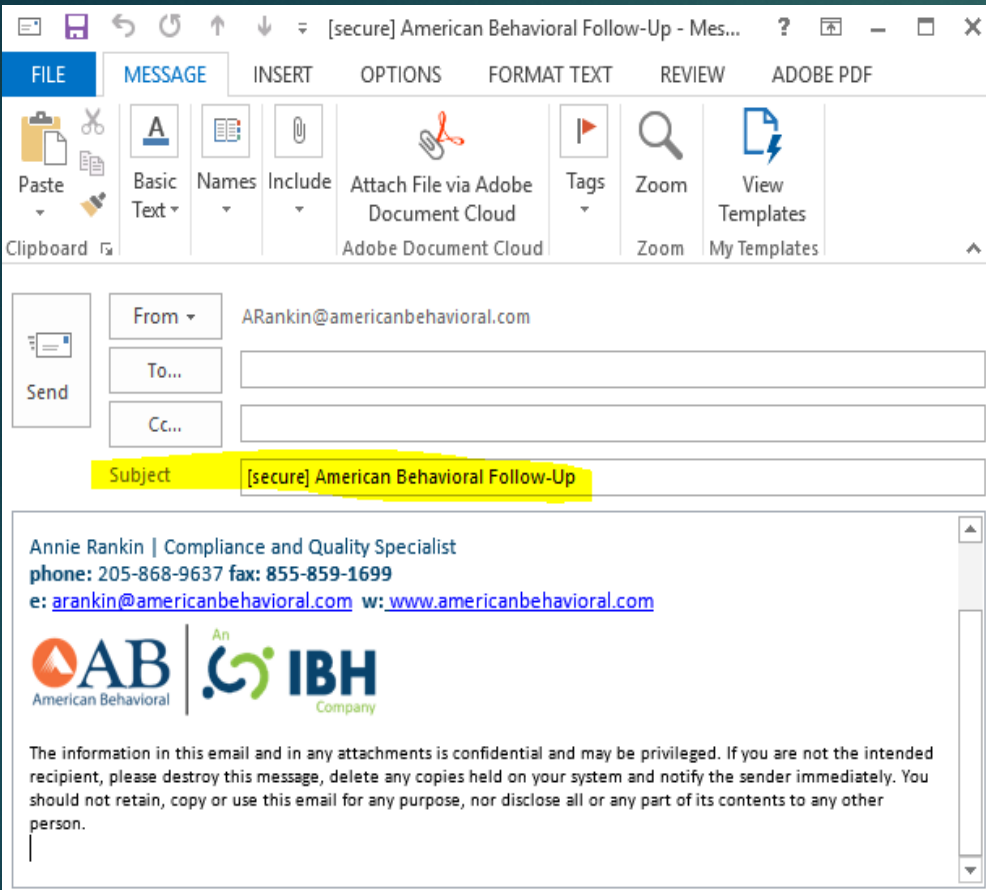 [secure] American Behavioral Follow-Up - Mes... ?
FILE MESSAGE INSERT OPTIONS FORMAT TEXT REVIEW ADOBE PDF
Paste
Basic Text
Names
Include
Attach File via Adobe
Document Cloud
Tags
Zoom
View
Templates
Clipboard
Adobe Document Cloud
Zoom
My Templates
Send
From ARankin@americanbehavioral.com
To...
Cc...
Subject [secure] American Behavioral Follow-Up
Annie Rankin | Compliance and Quality Specialist
phone: 205-868-9637 fax: 855-859-1699
e: arankin@americanbehavioral.com w: www.americanbehavioral.com
AB
American Behavioral
An
IBH
Company
The information in this email and in any attachments is confidential and may be privileged. If you are not the intended
recipient, please destroy this message, delete any copies held on your system and notify the sender immediately. You
should not retain, copy or use this email for any purpose, nor disclose all or any part of its contents to any other
person.